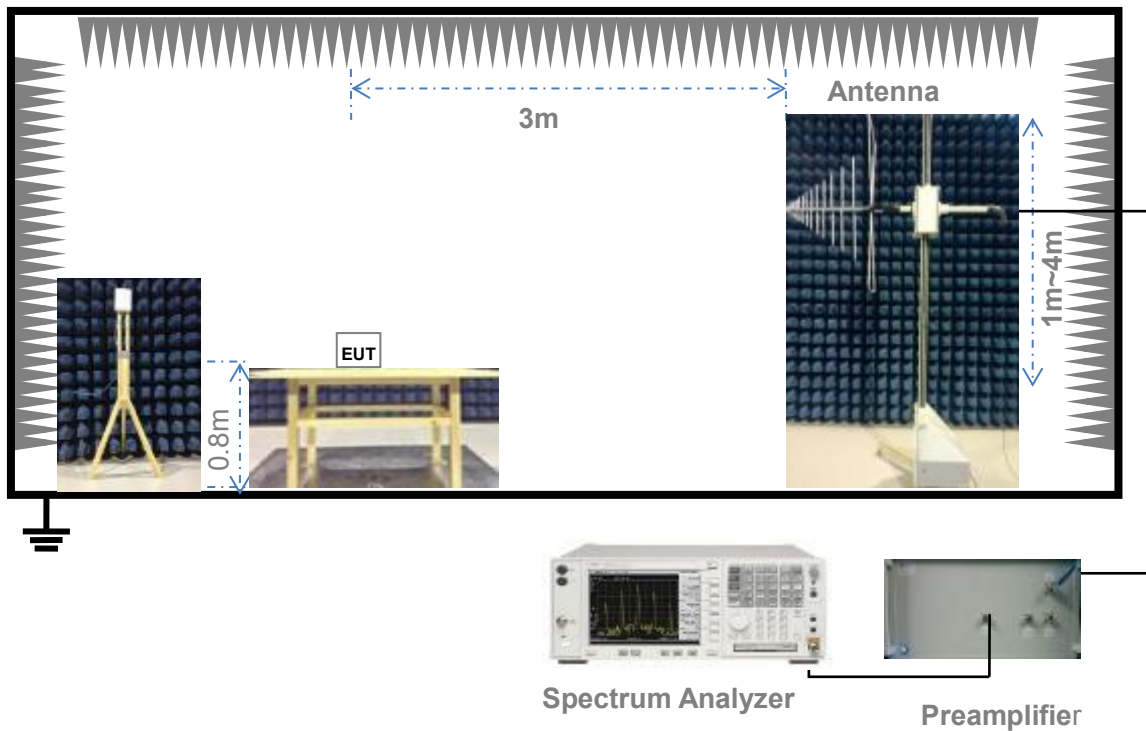 Antenna
3m
1m~4m
EUT
0.8m
Spectrum Analyzer
Preamplifier